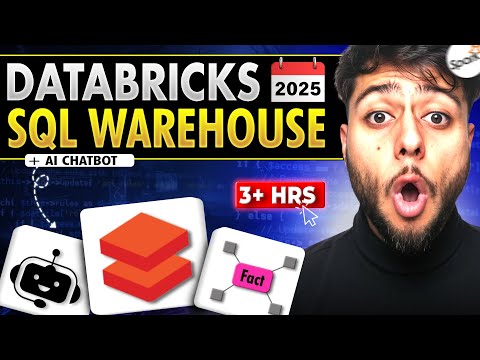 DATABRICKS
2025
SQL WAREHOUSE
+ AI CHATBOT
3+ HRS
Fact